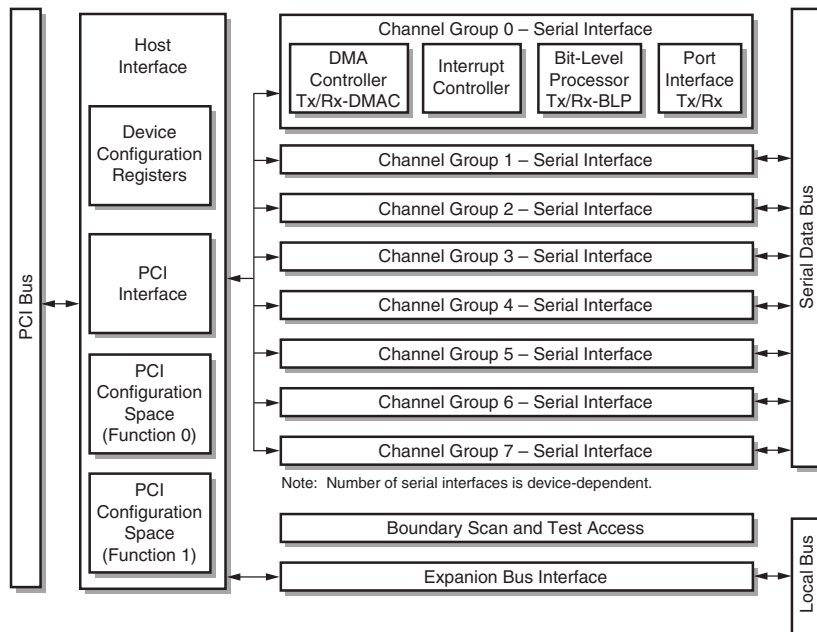 PCI Bus
Host
Interface
Device
Configuration
Registers
PCI
Interface
PCI
Configuration
Space
(Function 0)
PCI
Configuration
Space
(Function 1)
Channel Group 0 – Serial Interface
DMA
Controller
Tx/Rx-DMAC
Interrupt
Controller
Bit-Level
Processor
Tx/Rx-BLP
Port
Interface
Tx/Rx
Channel Group 1 – Serial Interface
Channel Group 2 – Serial Interface
Channel Group 3 – Serial Interface
Channel Group 4 – Serial Interface
Channel Group 5 – Serial Interface
Channel Group 6 – Serial Interface
Channel Group 7 – Serial Interface
Note: Number of serial interfaces is device-dependent.
Boundary Scan and Test Access
Expansion Bus Interface
Serial Data Bus
Local Bus